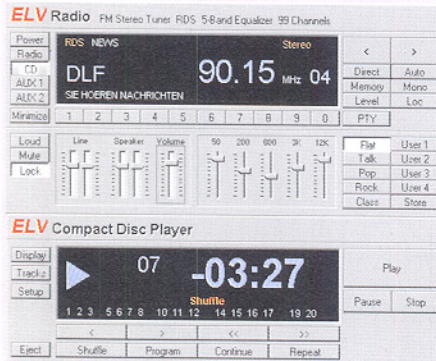 ELV Radio FM Stereo Tuner RDS 5-Band Equalizer 99 Channels
Power
Radio
CD
AUX 1
AUX 2
Minimize
RDS NEWS Stereo
DLF 90.15 MHz 04
SIE HOEREN NACHRICHTEN
1 2 3 4 5 6 7 8 9 0
< >
Direct Auto
Memory Mono
Level Loc
PTY
Loud
Mute
Lock
Line Speaker Volume
50 200 600 3K 12K
Flat User 1
Talk User 2
Pop User 3
Rock User 4
Class Store
ELV Compact Disc Player
Display
Tracks
Setup
07 -03:27
Shuffle
1 2 3 5 6 7 8 10 11 12 14 15 16 17 19 20
Play
Pause Stop
< > << >>
Eject Shuffle Program Continue Repeat